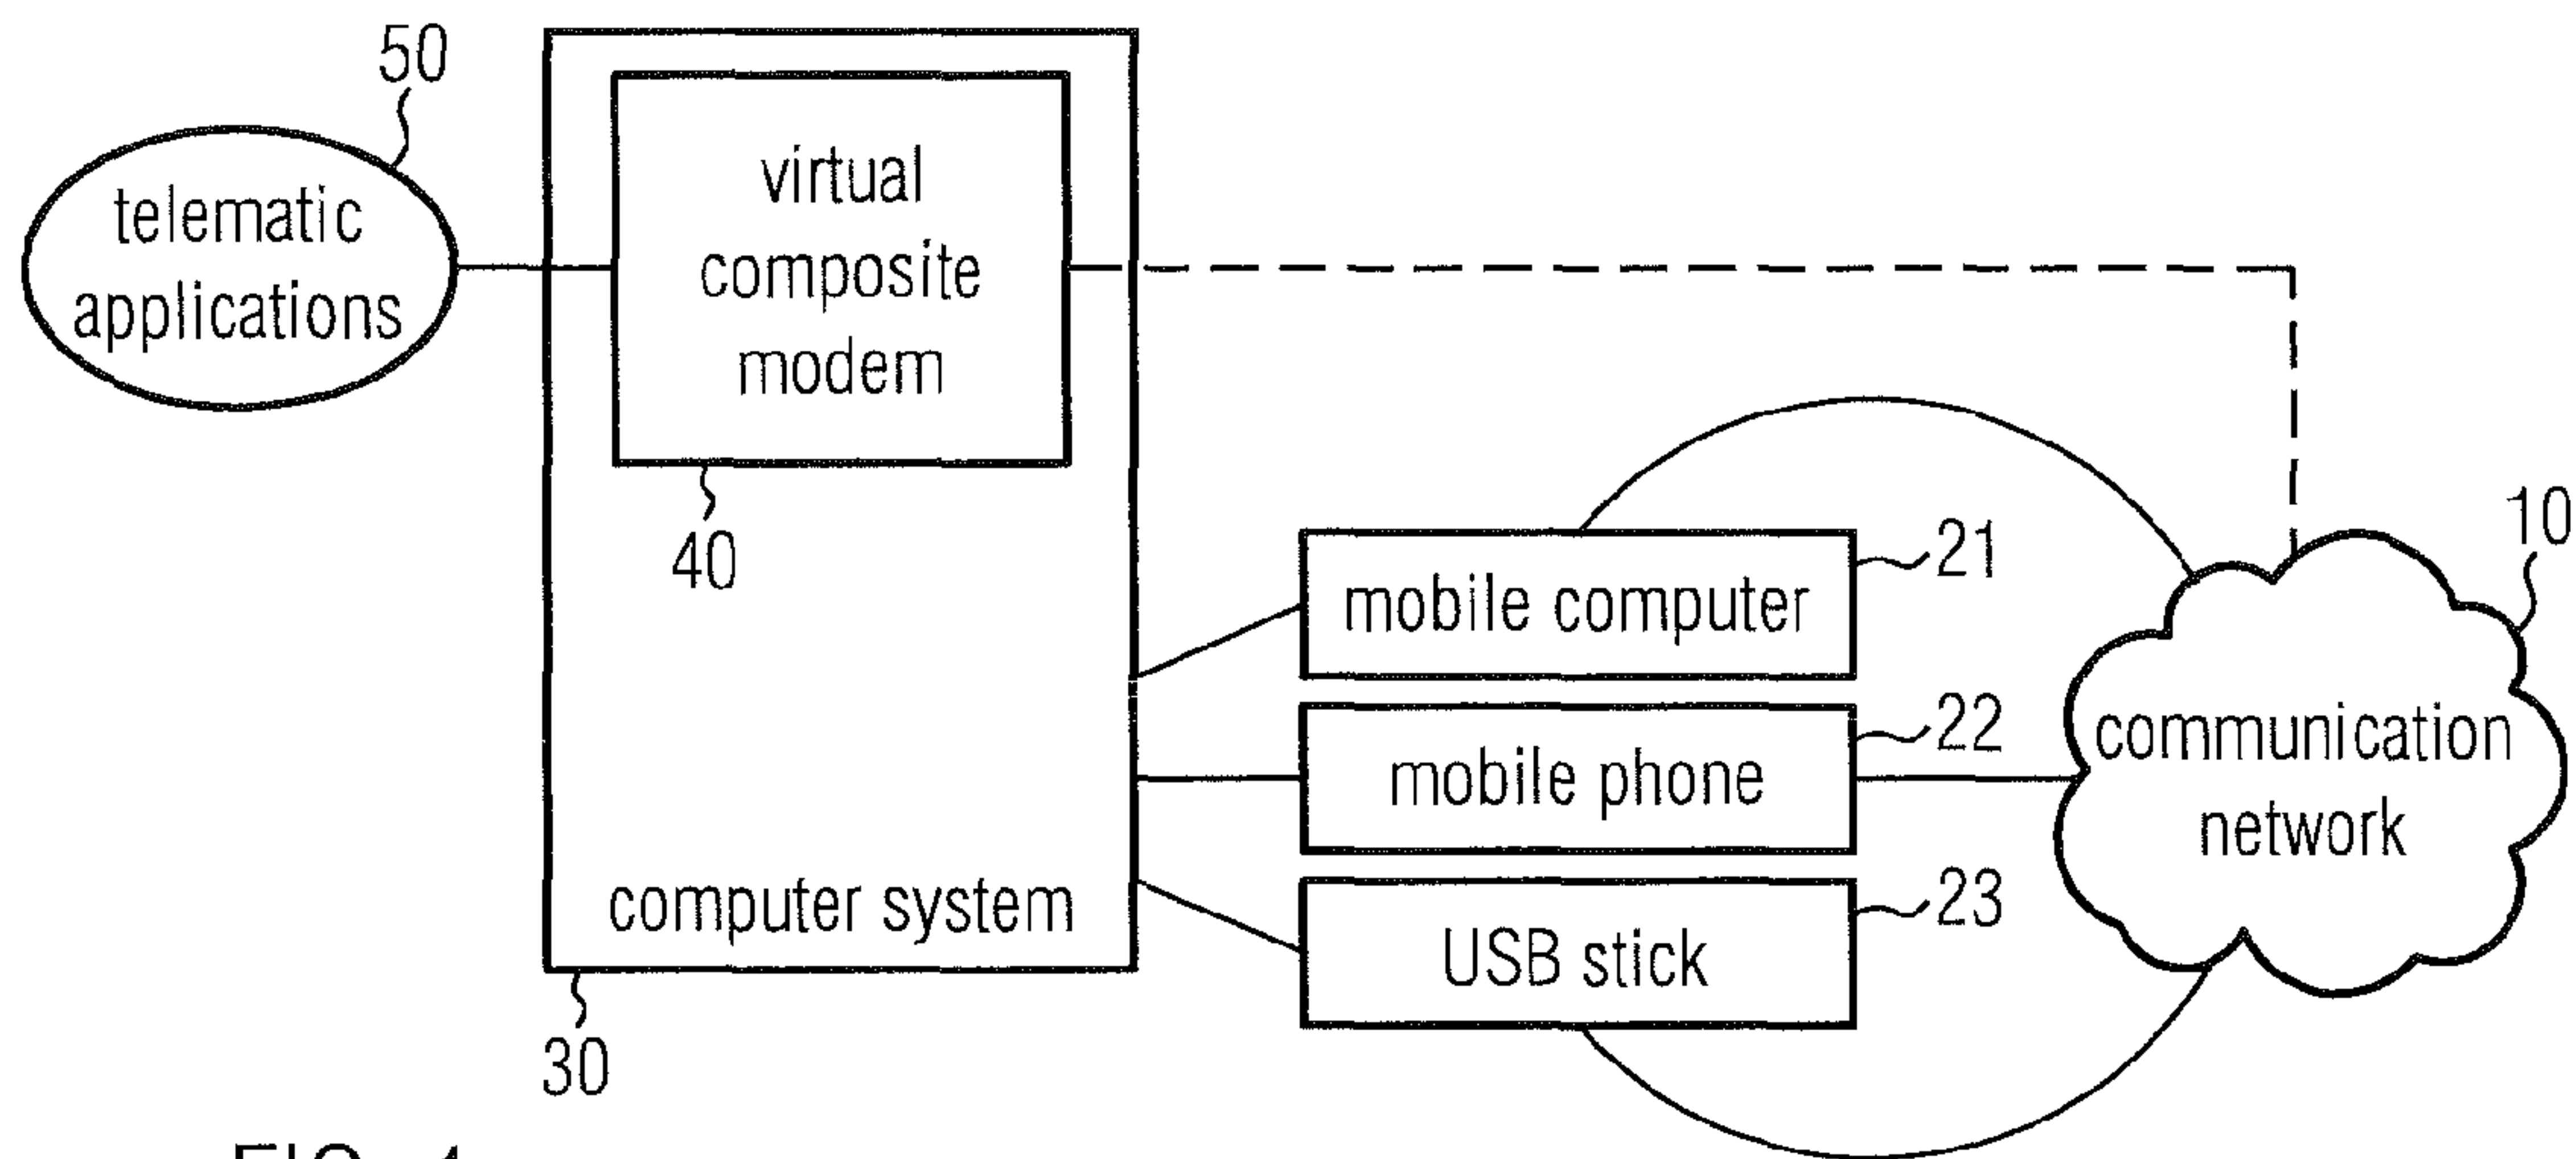 50
telematic
applications
virtual
composite
modem
40
computer system
30
mobile computer
21
mobile phone
22
USB stick
23
10
communication
network